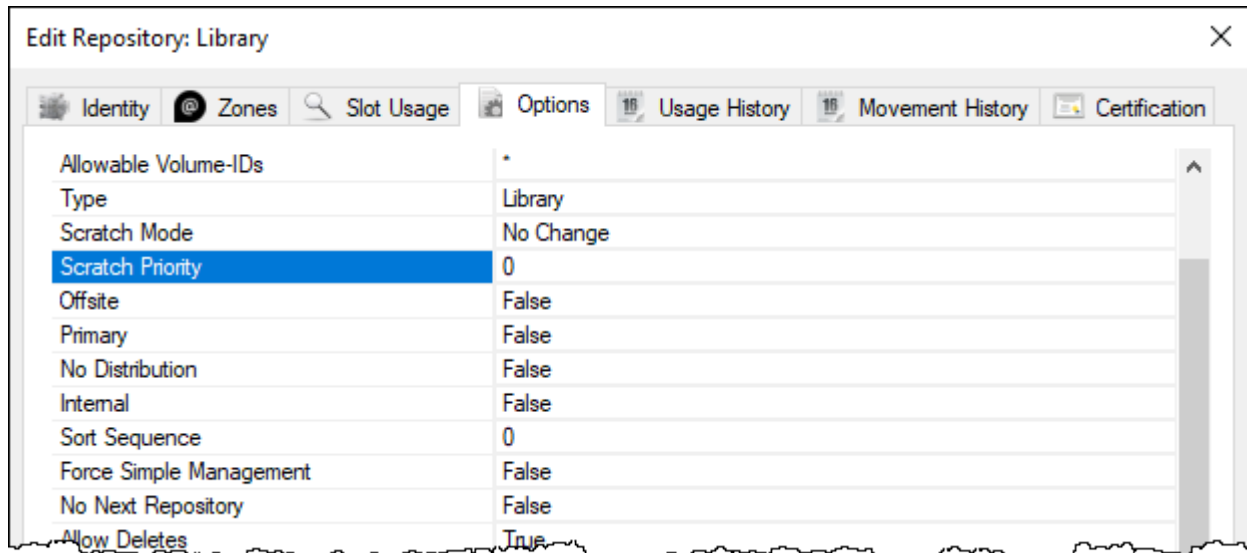 Edit Repository: Library
Identity Zones Slot Usage Options Usage History Movement History Certification
Allowable Volume-IDs *
Type Library
Scratch Mode No Change
Scratch Priority 0
Offsite False
Primary False
No Distribution False
Internal False
Sort Sequence 0
Force Simple Management False
No Next Repository False
Allow Deletes True